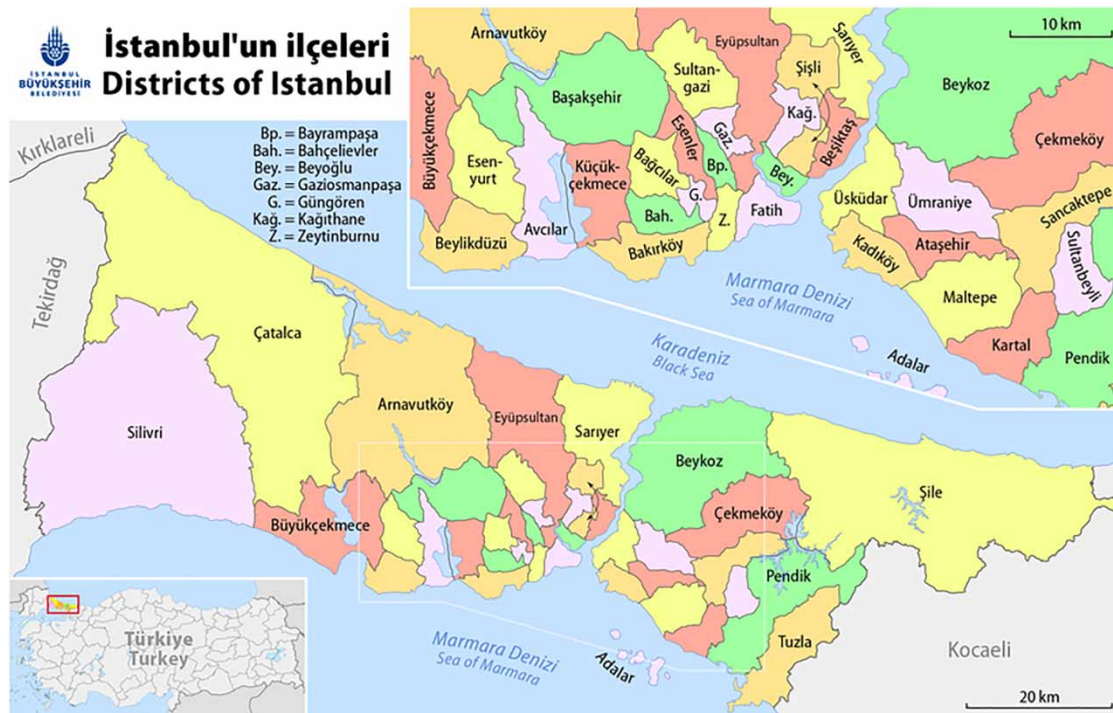 İSTANBUL
BÜYÜKŞEHİR
BELEDİYESİ
İstanbul'un ilçeleri
Districts of Istanbul
Bp. = Bayrampaşa
Bah. = Bahçelievler
Bey. = Beyoğlu
Gaz. = Gaziosmanpaşa
G. = Güngören
Kağ. = Kağıthane
Z. = Zeytinburnu
10 km
Arnavutköy
Eyüpsultan
Sarıyer
Sultan-
gazi
Şişli
Beykoz
Başakşehir
Büyükçekmece
Kağ.
Çekmeköy
Esenler
Gaz.
Beşiktaş
Esen-
yurt
Küçük-
çekmece
Bağcılar
Bp.
Bey.
Üsküdar
Ümraniye
Sancaktepe
G.
Fatih
Bah.
Z.
Avcılar
Beylikdüzü
Bakırköy
Kadıköy
Ataşehir
Sultanbeyli
Marmara Denizi
Sea of Marmara
Maltepe
Kartal
Adalar
Pendik
Kırklareli
Tekirdağ
Karadeniz
Black Sea
Çatalca
Silivri
Arnavutköy
Eyüpsultan
Sarıyer
Beykoz
Şile
Büyükçekmece
Çekmeköy
Pendik
Tuzla
Kocaeli
Marmara Denizi
Sea of Marmara
Adalar
Türkiye
Turkey
20 km